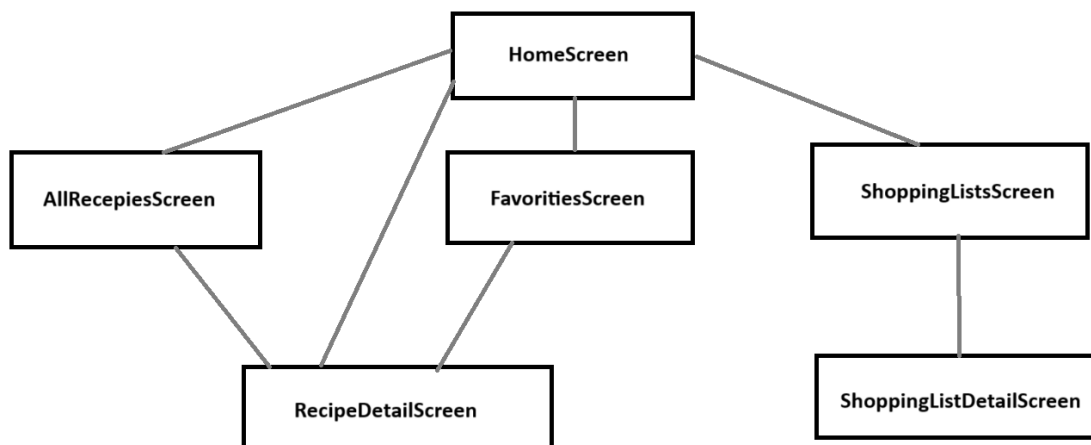 HomeScreen
AllRecepiesScreen
FavoritiesScreen
ShoppingListsScreen
RecipeDetailScreen
ShoppingListDetailScreen